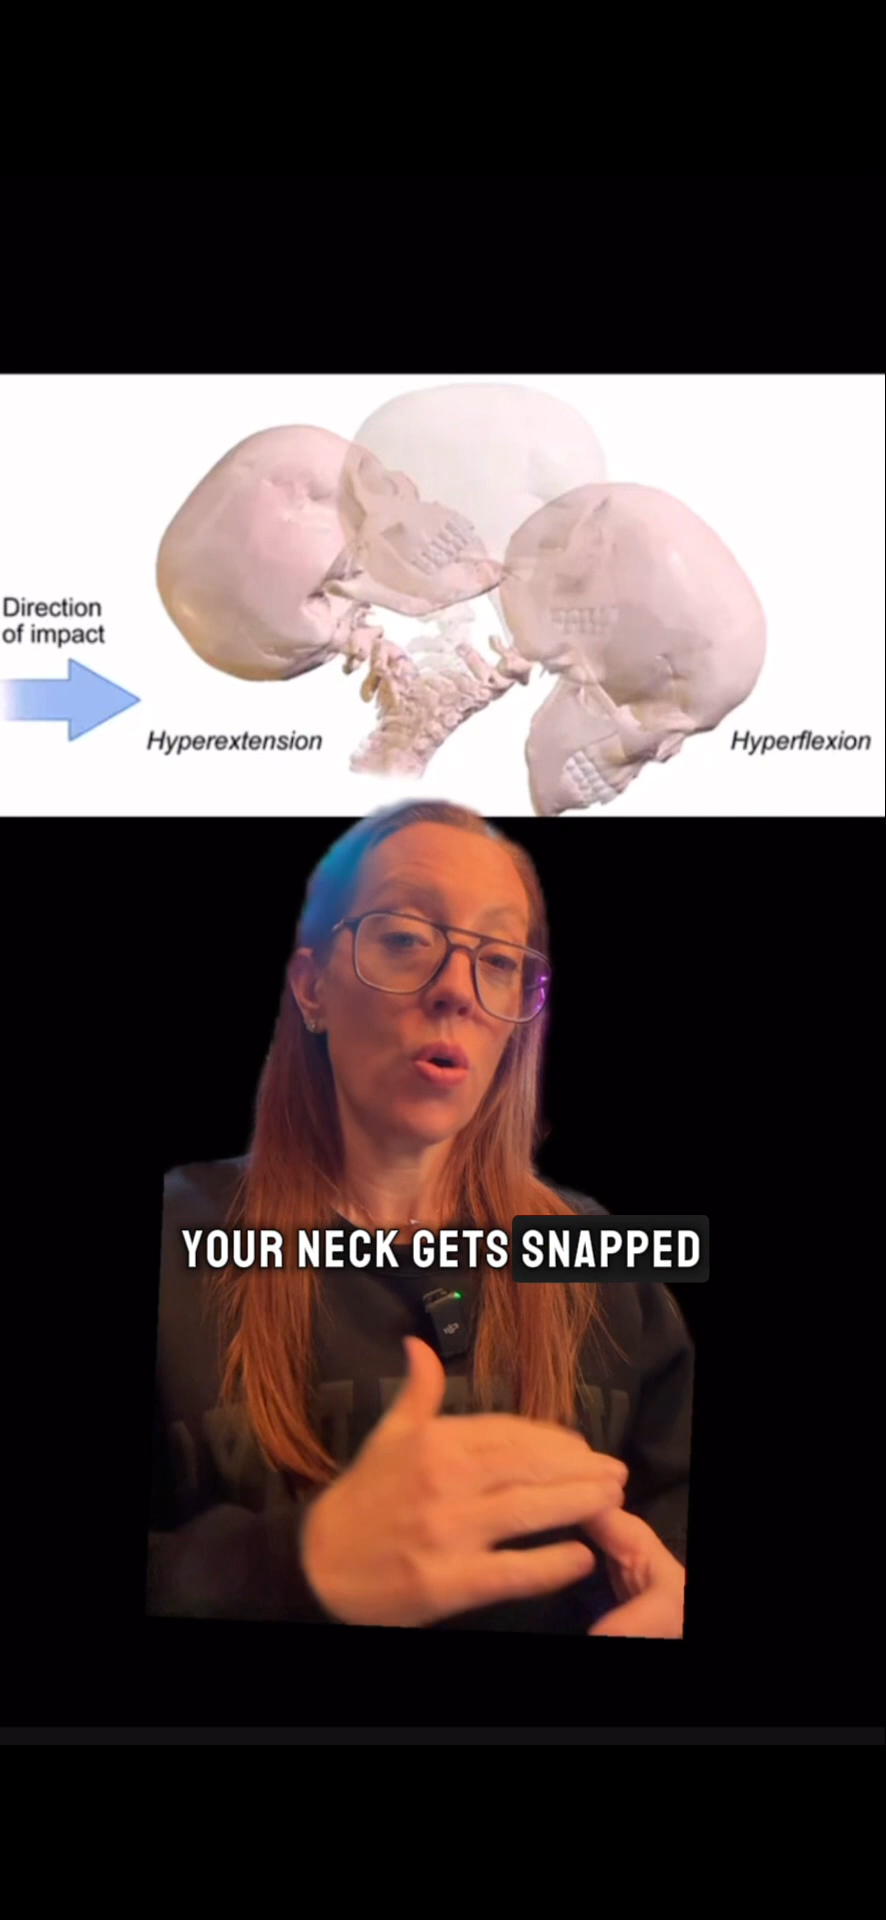 Direction
of impact
Hyperextension
Hyperflexion
YOUR NECK GETS SNAPPED